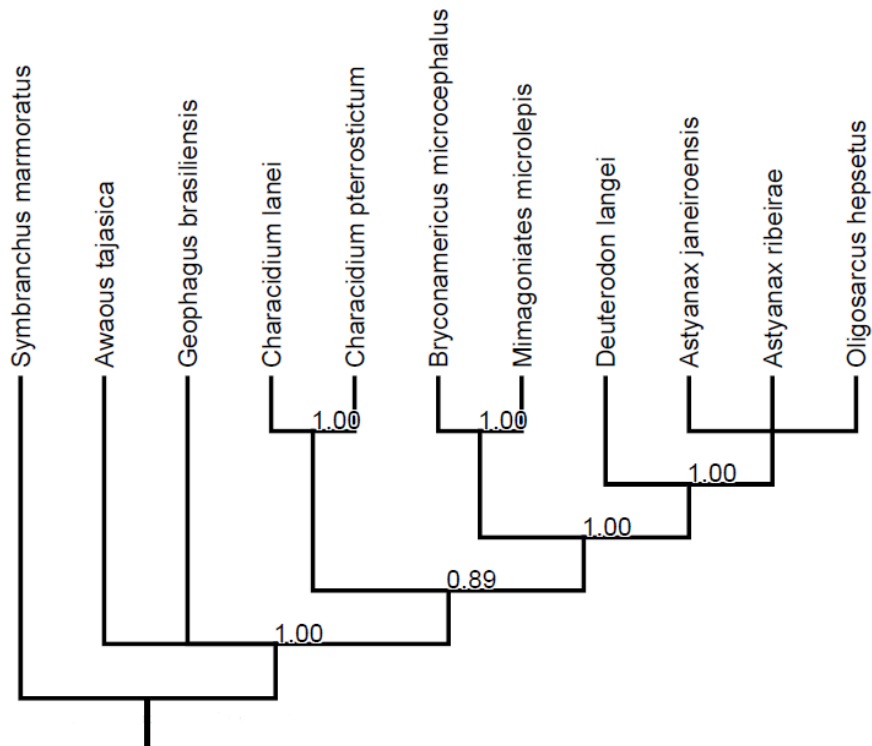 Symbranchus marmoratus
Awaous tajasica
Geophagus brasiliensis
Characidium lanei
Characidium pterrostictum
Bryconamericus microcephalus
Mimagoniates microlepis
Deuterodon langei
Astyanax janeiroensis
Astyanax ribeirae
Oligosarcus hepsetus
1.00
1.00
1.00
1.00
0.89
1.00